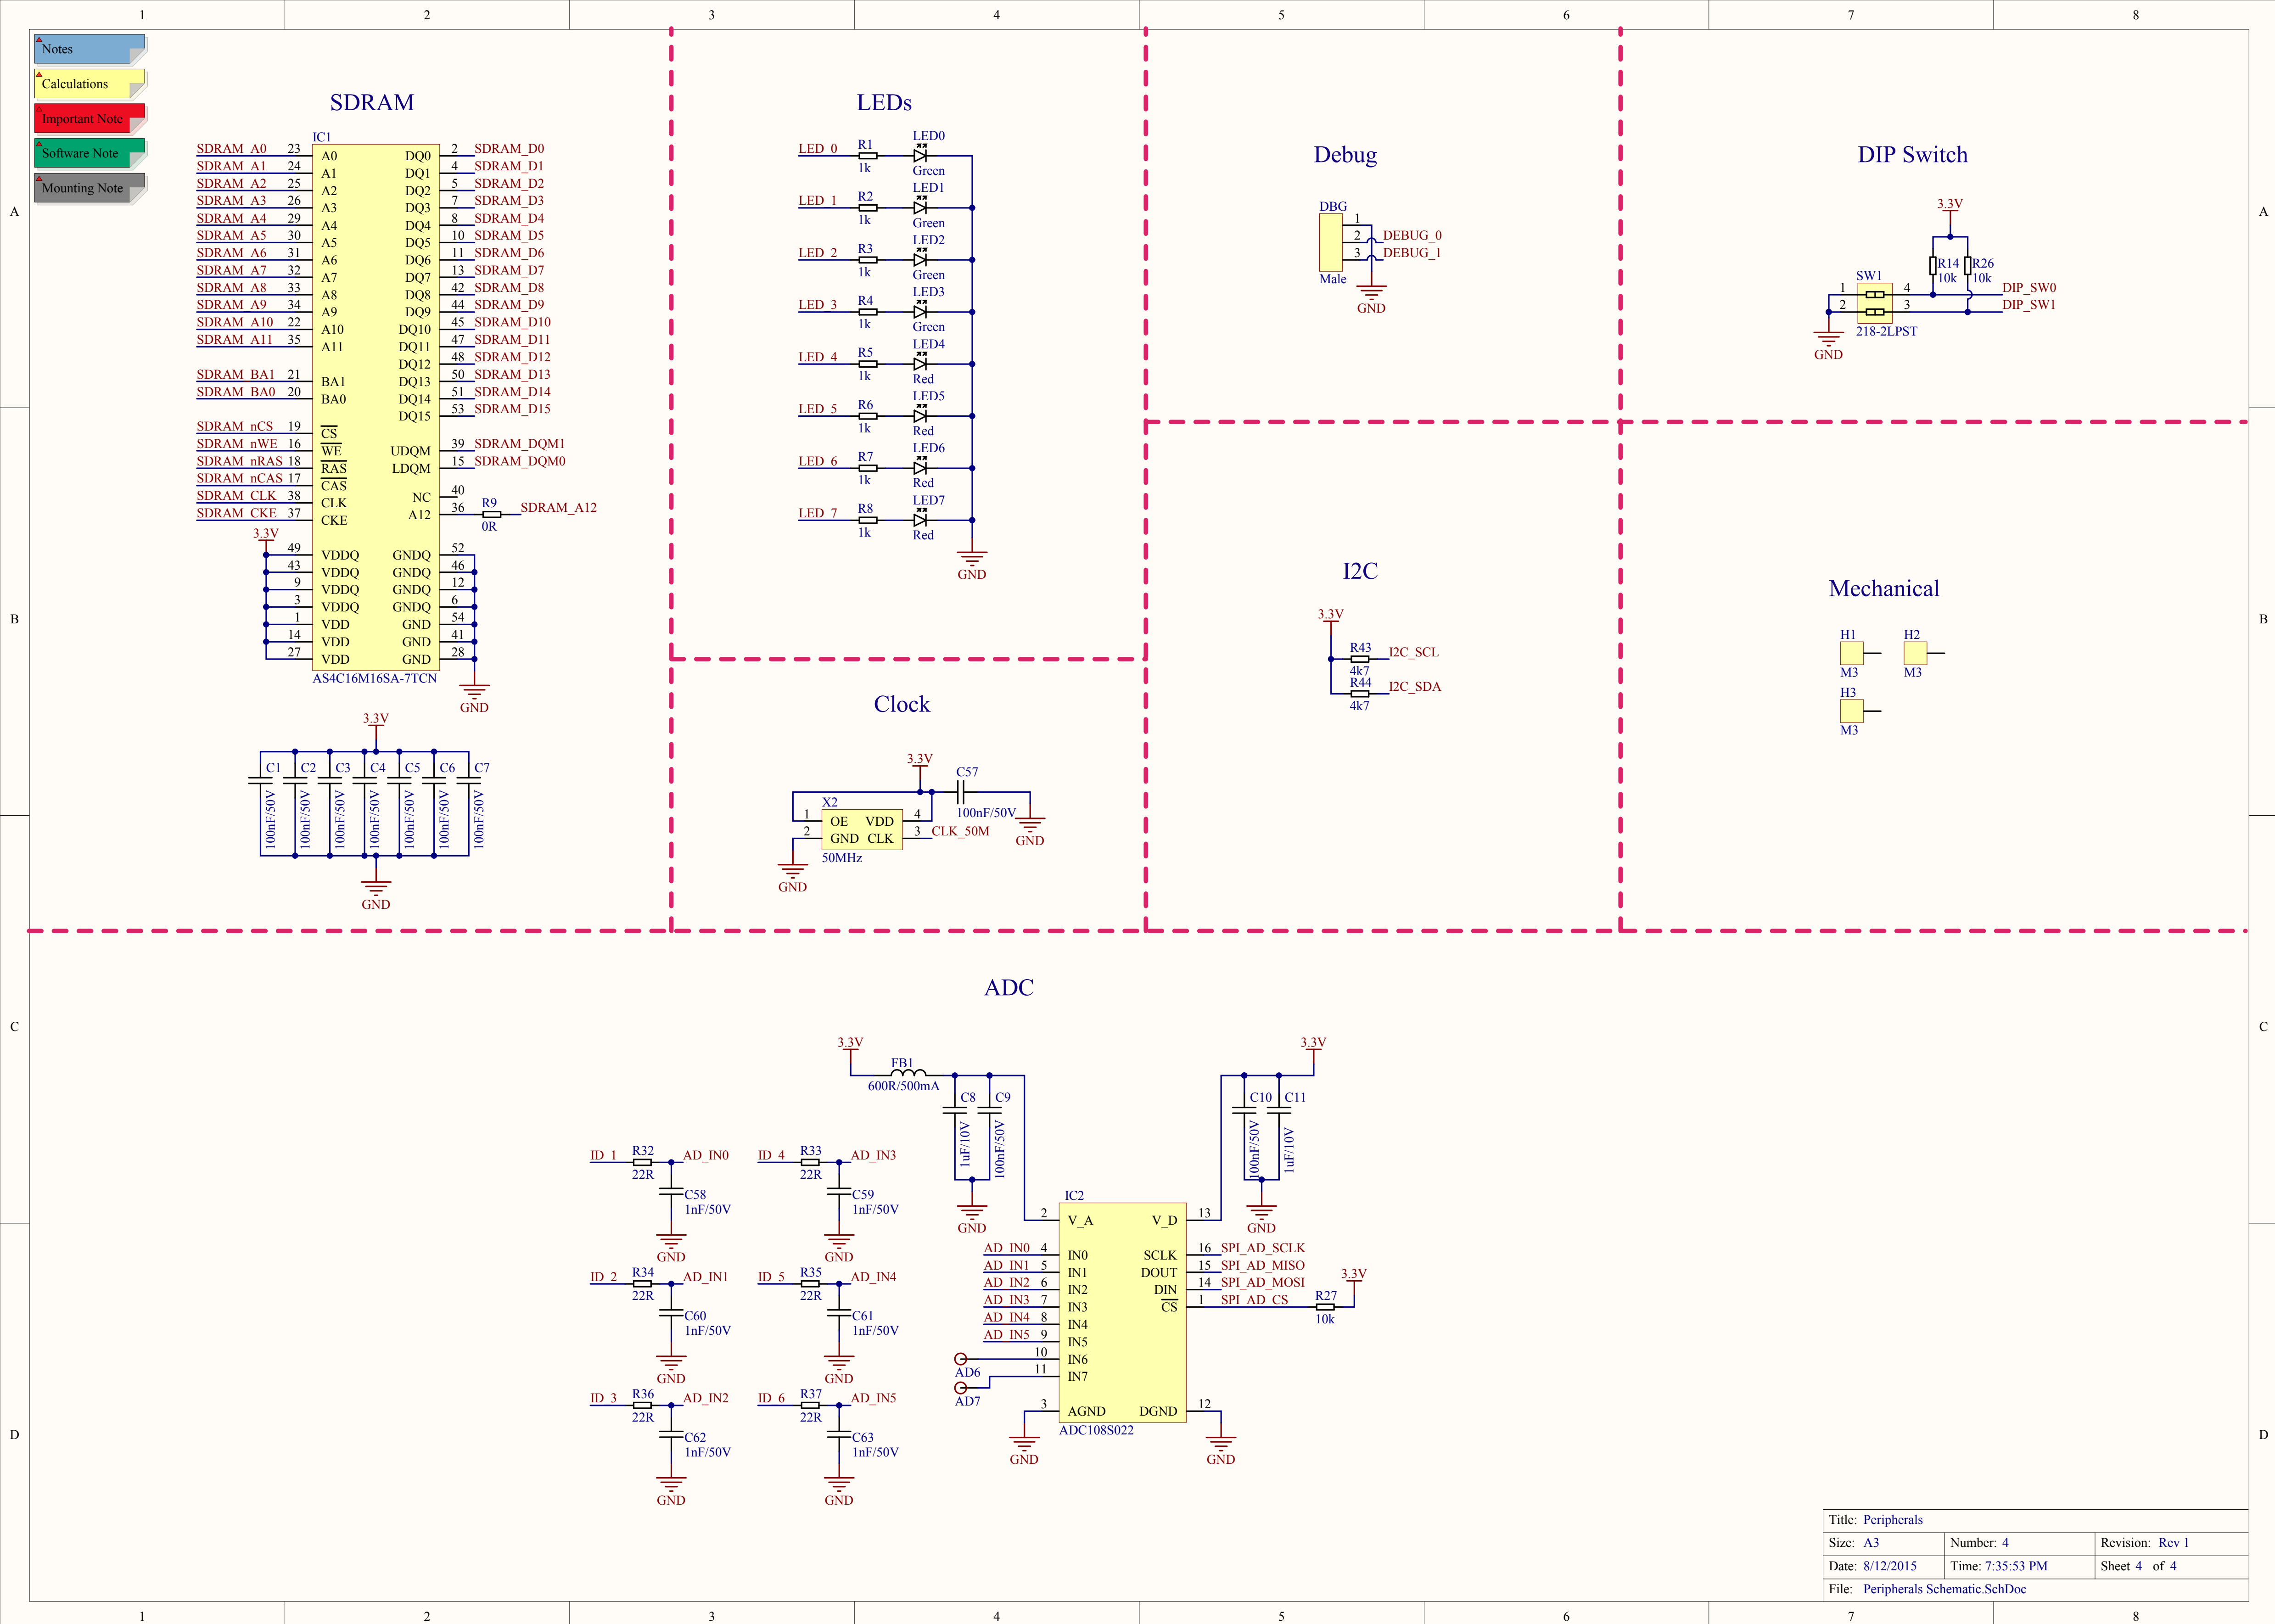 1 2 3 4 5 6 7 8
Notes
Calculations
Important Note
Software Note
Mounting Note
A
B
C
D
SDRAM
IC1
SDRAM_A0 23 A0 DQ0 2 SDRAM_D0
SDRAM_A1 24 A1 DQ1 4 SDRAM_D1
SDRAM_A2 25 A2 DQ2 5 SDRAM_D2
SDRAM_A3 26 A3 DQ3 7 SDRAM_D3
SDRAM_A4 29 A4 DQ4 8 SDRAM_D4
SDRAM_A5 30 A5 DQ5 10 SDRAM_D5
SDRAM_A6 31 A6 DQ6 11 SDRAM_D6
SDRAM_A7 32 A7 DQ7 13 SDRAM_D7
SDRAM_A8 33 A8 DQ8 42 SDRAM_D8
SDRAM_A9 34 A9 DQ9 44 SDRAM_D9
SDRAM_A10 22 A10 DQ10 45 SDRAM_D10
SDRAM_A11 35 A11 DQ11 47 SDRAM_D11
DQ12 48 SDRAM_D12
SDRAM_BA1 21 BA1 DQ13 50 SDRAM_D13
SDRAM_BA0 20 BA0 DQ14 51 SDRAM_D14
DQ15 53 SDRAM_D15
SDRAM_nCS 19 CS
SDRAM_nWE 16 WE UDQM 39 SDRAM_DQM1
SDRAM_nRAS 18 RAS LDQM 15 SDRAM_DQM0
SDRAM_nCAS 17 CAS
SDRAM_CLK 38 CLK NC 40
SDRAM_CKE 37 CKE A12 36 R9 SDRAM_A12
0R
3.3V
49 VDDQ GNDQ 52
43 VDDQ GNDQ 46
9 VDDQ GNDQ 12
3 VDDQ GNDQ 6
1 VDD GND 54
14 VDD GND 41
27 VDD GND 28
AS4C16M16SA-7TCN
GND
3.3V
C1 C2 C3 C4 C5 C6 C7
100nF/50V 100nF/50V 100nF/50V 100nF/50V 100nF/50V 100nF/50V 100nF/50V
GND
LEDs
LED_0 R1 1k LED0 Green
LED_1 R2 1k LED1 Green
LED_2 R3 1k LED2 Green
LED_3 R4 1k LED3 Green
LED_4 R5 1k LED4 Red
LED_5 R6 1k LED5 Red
LED_6 R7 1k LED6 Red
LED_7 R8 1k LED7 Red
GND
Clock
3.3V
C57
100nF/50V
GND
X2
1 OE VDD 4
2 GND CLK 3 CLK_50M
50MHz
GND
Debug
DBG
1
2 DEBUG_0
3 DEBUG_1
Male
GND
DIP Switch
3.3V
R14 R26
10k 10k
SW1
1 4 DIP_SW0
2 3 DIP_SW1
218-2LPST
GND
I2C
3.3V
R43 I2C_SCL
4k7
R44 I2C_SDA
4k7
Mechanical
H1 H2
M3 M3
H3
M3
ADC
3.3V
FB1
600R/500mA
C8 C9
1uF/10V 100nF/50V
GND
3.3V
C10 C11
100nF/50V 1uF/10V
GND
ID_1 R32 AD_IN0
22R
C58
1nF/50V
GND
ID_4 R33 AD_IN3
22R
C59
1nF/50V
GND
ID_2 R34 AD_IN1
22R
C60
1nF/50V
GND
ID_5 R35 AD_IN4
22R
C61
1nF/50V
GND
ID_3 R36 AD_IN2
22R
C62
1nF/50V
GND
ID_6 R37 AD_IN5
22R
C63
1nF/50V
GND
IC2
2 V_A V_D 13
AD_IN0 4 IN0 SCLK 16 SPI_AD_SCLK
AD_IN1 5 IN1 DOUT 15 SPI_AD_MISO
AD_IN2 6 IN2 DIN 14 SPI_AD_MOSI
AD_IN3 7 IN3 CS 1 SPI_AD_CS
AD_IN4 8 IN4
AD_IN5 9 IN5
10 IN6
AD6
11 IN7
AD7
3 AGND DGND 12
ADC108S022
GND GND
3.3V
R27
10k
Title: Peripherals
Size: A3 Number: 4 Revision: Rev 1
Date: 8/12/2015 Time: 7:35:53 PM Sheet 4 of 4
File: Peripherals Schematic.SchDoc
A
B
C
D
1 2 3 4 5 6 7 8